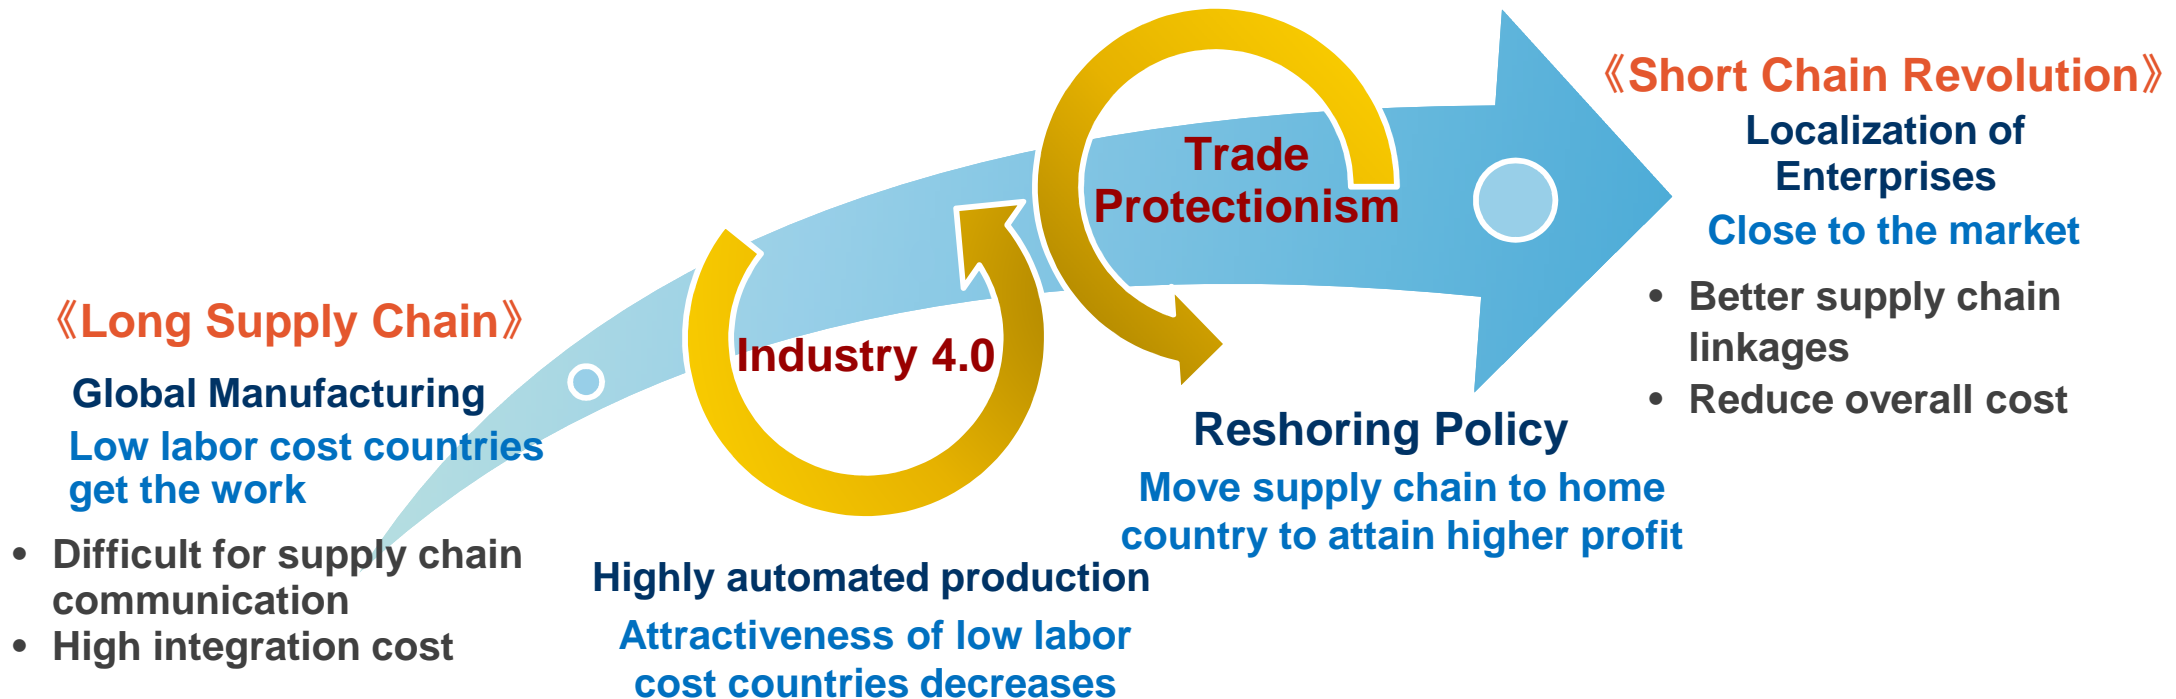 《Long Supply Chain》
Global Manufacturing
Low labor cost countries
get the work
• Difficult for supply chain
communication
• High integration cost
Industry 4.0
Highly automated production
Attractiveness of low labor
cost countries decreases
Trade
Protectionism
Reshoring Policy
Move supply chain to home
country to attain higher profit
《Short Chain Revolution》
Localization of
Enterprises
Close to the market
• Better supply chain
linkages
• Reduce overall cost